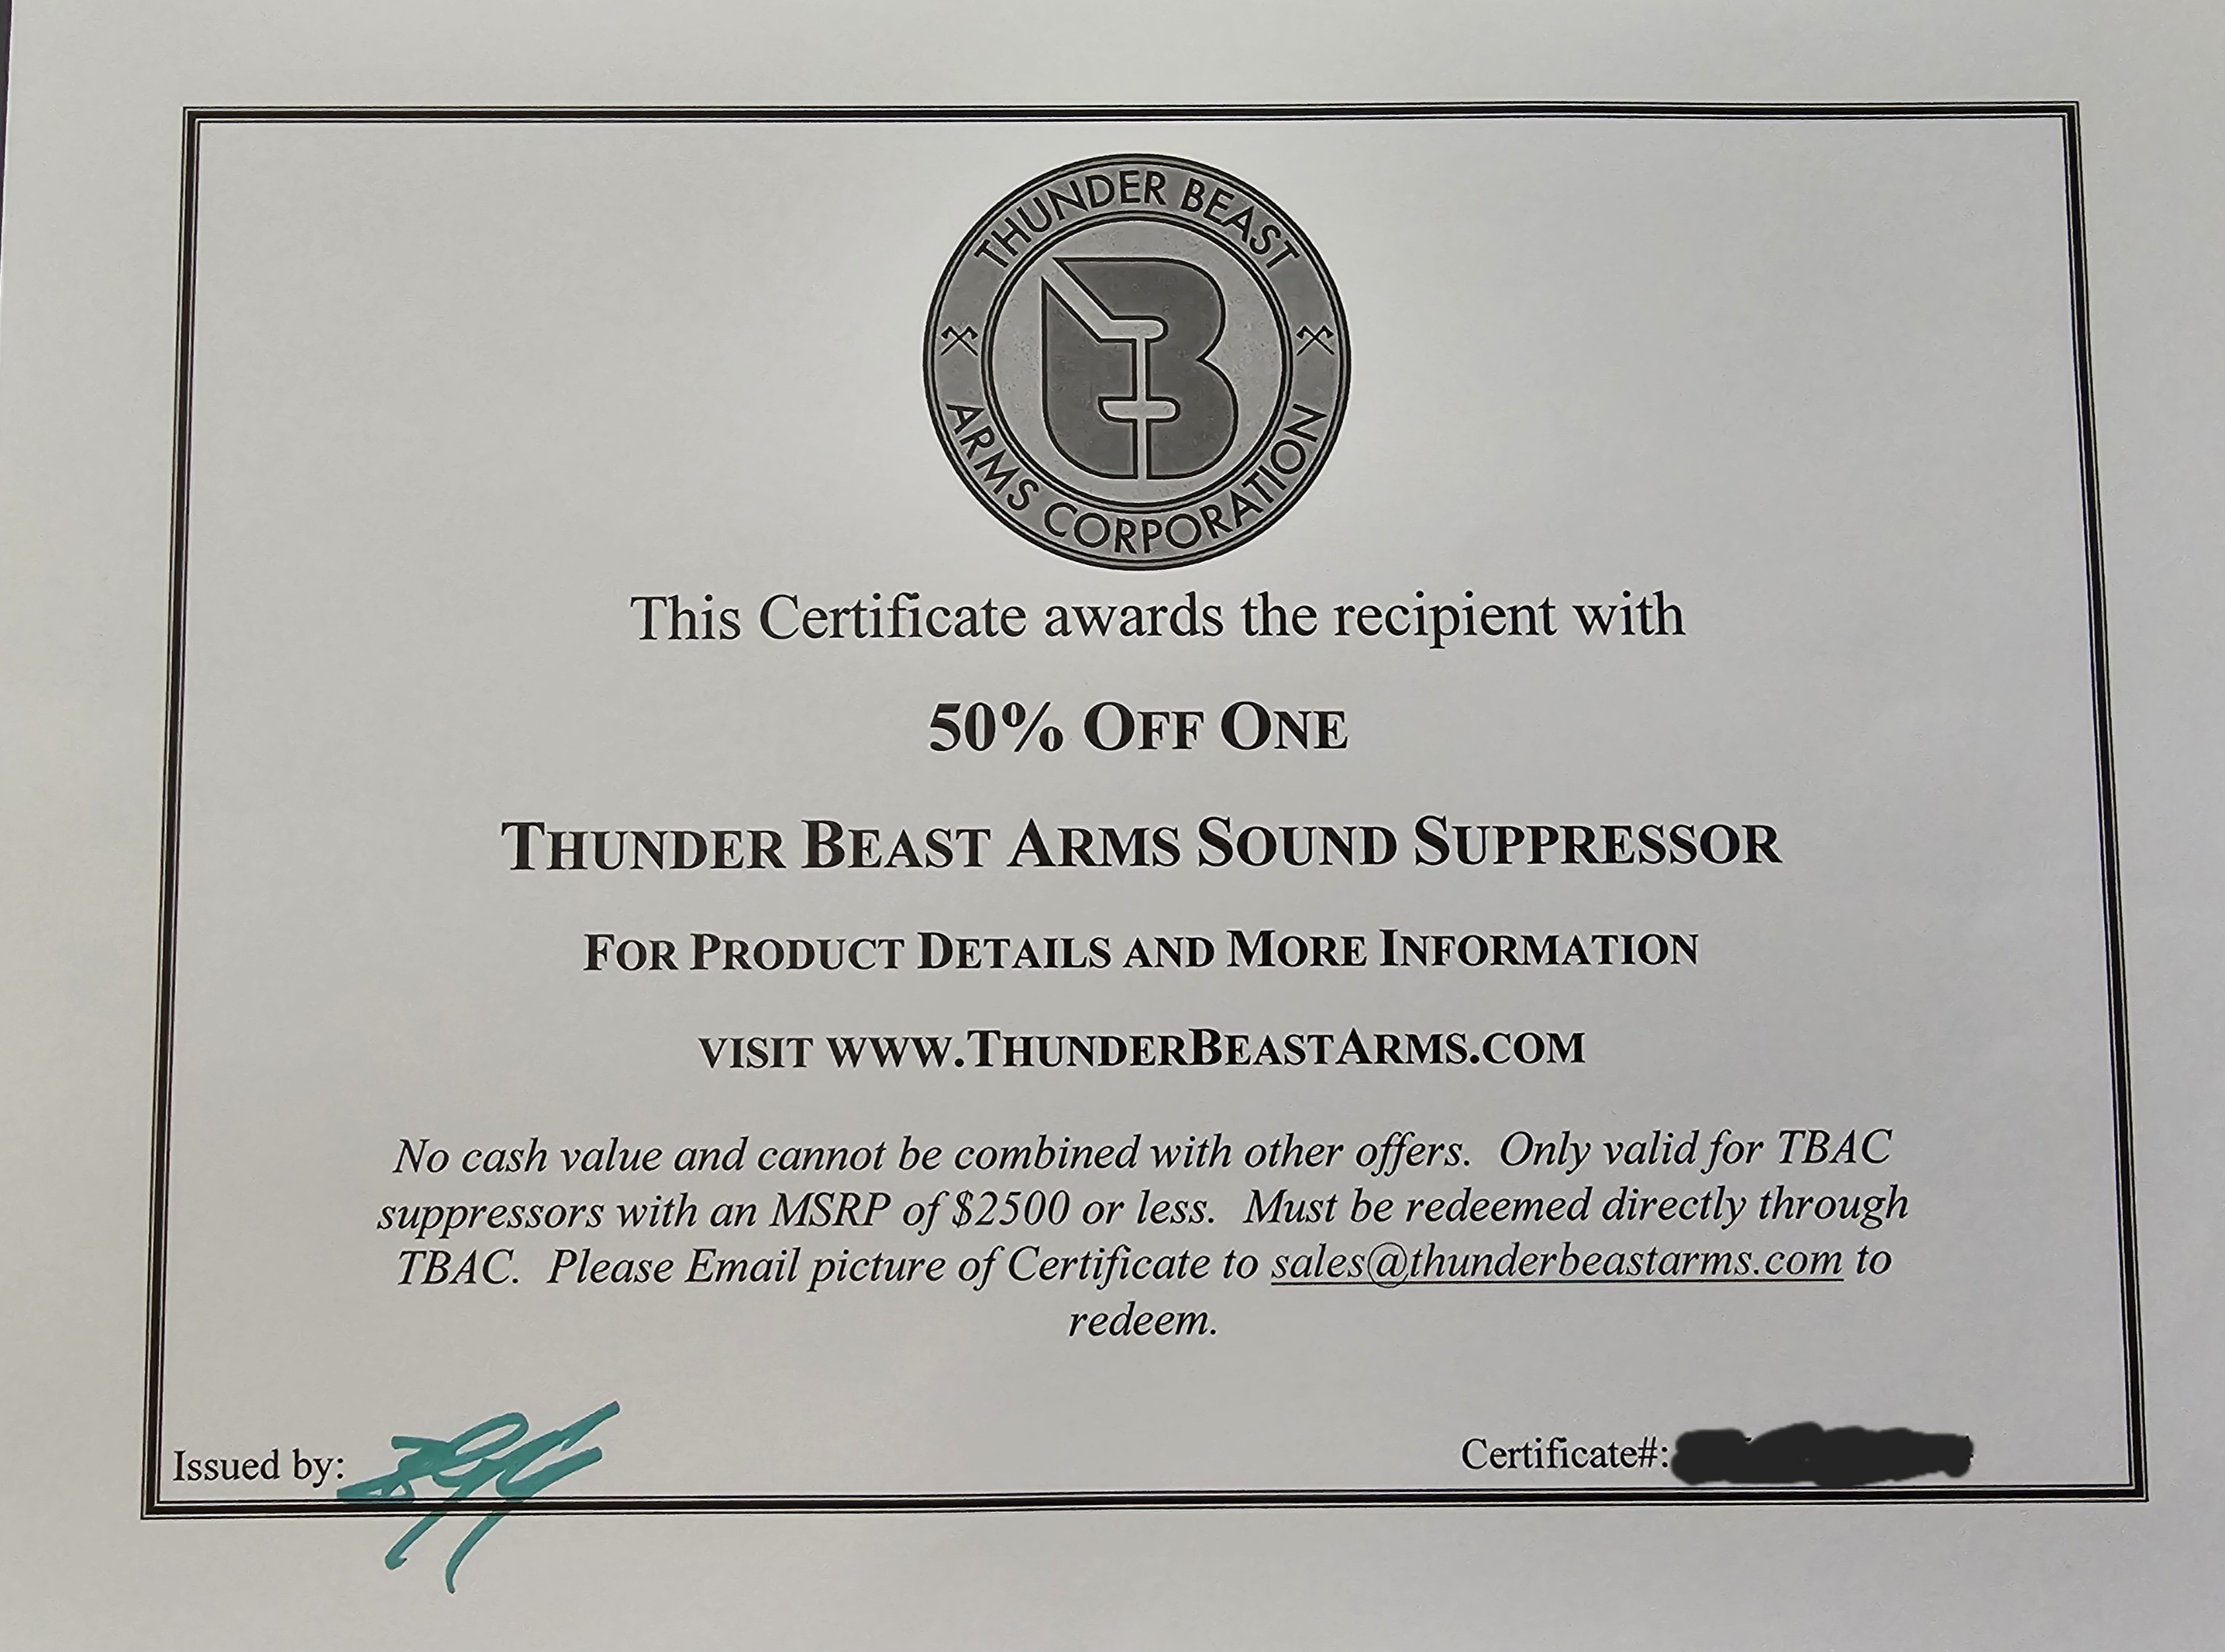 THUNDER BEAST
ARMS CORPORATION
This Certificate awards the recipient with
50% OFF ONE
THUNDER BEAST ARMS SOUND SUPPRESSOR
FOR PRODUCT DETAILS AND MORE INFORMATION
VISIT WWW.THUNDERBEASTARMS.COM
No cash value and cannot be combined with other offers. Only valid for TBAC
suppressors with an MSRP of $2500 or less. Must be redeemed directly through
TBAC. Please Email picture of Certificate to sales@thunderbeastarms.com to
redeem.
Issued by:
Certificate#: